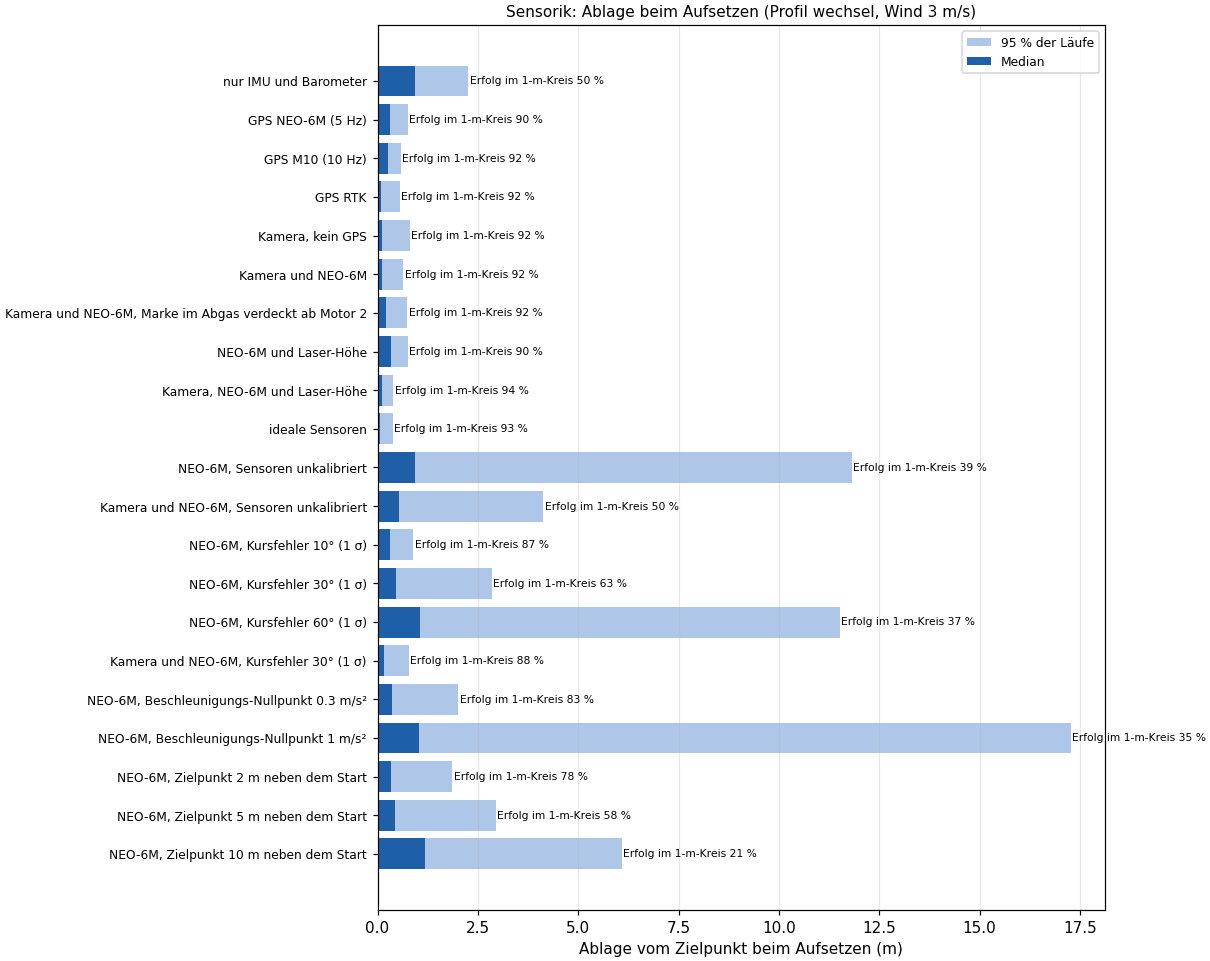 Sensorik: Ablage beim Aufsetzen (Profil wechsel, Wind 3 m/s)
95 % der Läufe
Median
nur IMU und Barometer
Erfolg im 1-m-Kreis 50 %
GPS NEO-6M (5 Hz)
Erfolg im 1-m-Kreis 90 %
GPS M10 (10 Hz)
Erfolg im 1-m-Kreis 92 %
GPS RTK
Erfolg im 1-m-Kreis 92 %
Kamera, kein GPS
Erfolg im 1-m-Kreis 92 %
Kamera und NEO-6M
Erfolg im 1-m-Kreis 92 %
Kamera und NEO-6M, Marke im Abgas verdeckt ab Motor 2
Erfolg im 1-m-Kreis 92 %
NEO-6M und Laser-Höhe
Erfolg im 1-m-Kreis 90 %
Kamera, NEO-6M und Laser-Höhe
Erfolg im 1-m-Kreis 94 %
ideale Sensoren
Erfolg im 1-m-Kreis 93 %
NEO-6M, Sensoren unkalibriert
Erfolg im 1-m-Kreis 39 %
Kamera und NEO-6M, Sensoren unkalibriert
Erfolg im 1-m-Kreis 50 %
NEO-6M, Kursfehler 10° (1 σ)
Erfolg im 1-m-Kreis 87 %
NEO-6M, Kursfehler 30° (1 σ)
Erfolg im 1-m-Kreis 63 %
NEO-6M, Kursfehler 60° (1 σ)
Erfolg im 1-m-Kreis 37 %
Kamera und NEO-6M, Kursfehler 30° (1 σ)
Erfolg im 1-m-Kreis 88 %
NEO-6M, Beschleunigungs-Nullpunkt 0.3 m/s²
Erfolg im 1-m-Kreis 83 %
NEO-6M, Beschleunigungs-Nullpunkt 1 m/s²
Erfolg im 1-m-Kreis 35 %
NEO-6M, Zielpunkt 2 m neben dem Start
Erfolg im 1-m-Kreis 78 %
NEO-6M, Zielpunkt 5 m neben dem Start
Erfolg im 1-m-Kreis 58 %
NEO-6M, Zielpunkt 10 m neben dem Start
Erfolg im 1-m-Kreis 21 %
0.0 2.5 5.0 7.5 10.0 12.5 15.0 17.5
Ablage vom Zielpunkt beim Aufsetzen (m)